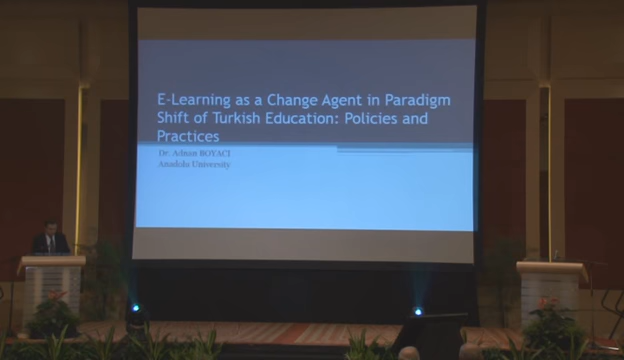 E-Learning as a Change Agent in Paradigm
Shift of Turkish Education: Policies and
Practices
Dr. Adnan BOYACI
Anadolu University